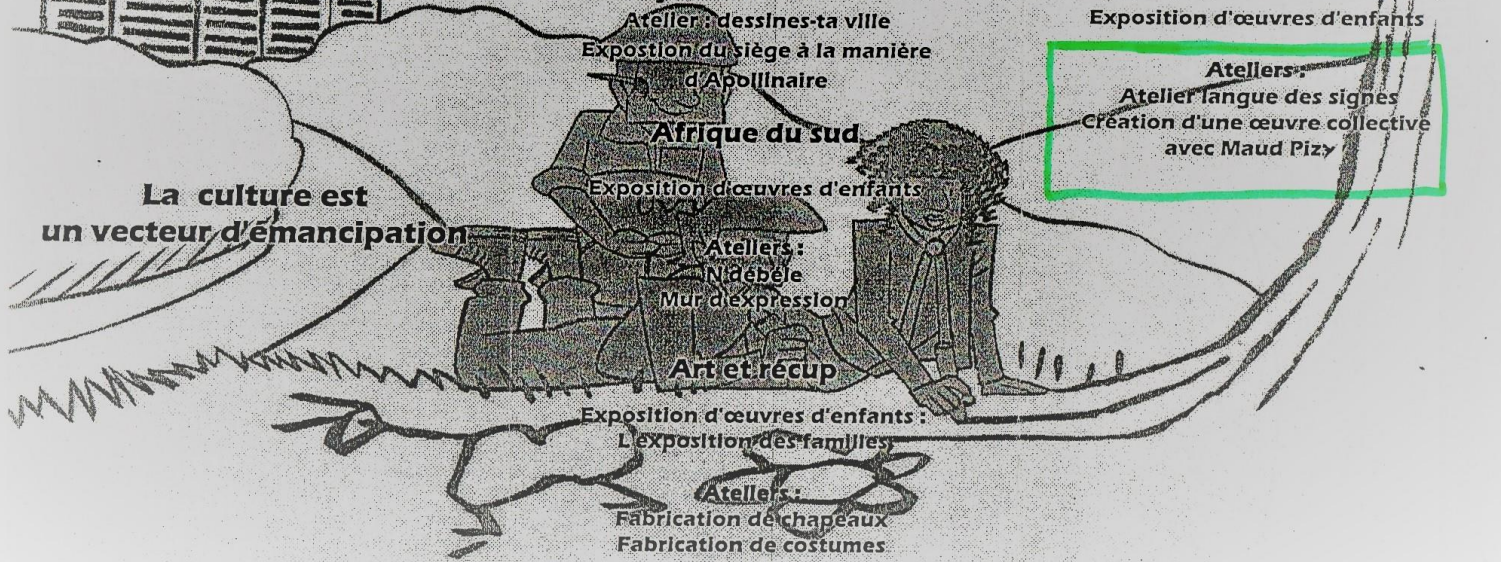 La culture est
un vecteur d'émancipation
Atelier : dessines-ta ville
Expostion du siège à la manière
d'Apollinaire
Afrique du sud
Exposition d'œuvres d'enfants
Ateliers :
N'débélé
Mur d'expression
Art et récup
Exposition d'œuvres d'enfants :
L'exposition des familles
Ateliers :
Fabrication de chapeaux
Fabrication de costumes
Exposition d'œuvres d'enfants
Ateliers :
Atelier langue des signes
Création d'une œuvre collective
avec Maud Pizy